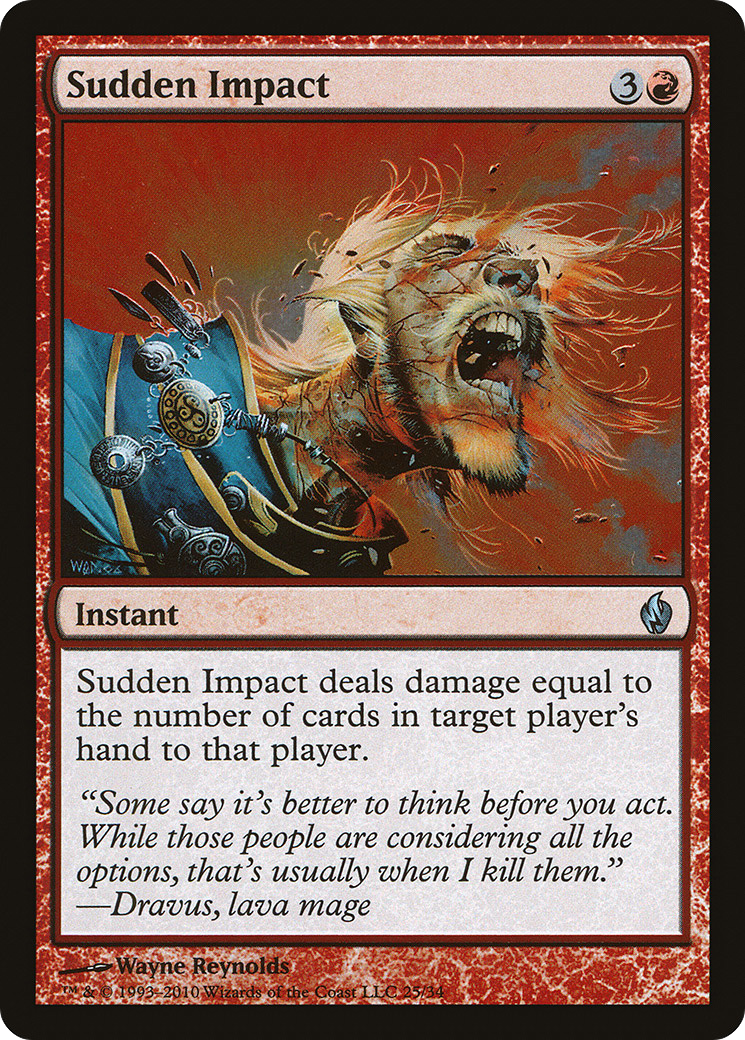 Sudden Impact 3
WAR.06
Instant
Sudden Impact deals damage equal to
the number of cards in target player's
hand to that player.
“Some say it's better to think before you act.
While those people are considering all the
options, that's usually when I kill them.”
—Dravus, lava mage
Wayne Reynolds
™ & © 1993–2010 Wizards of the Coast LLC 25/34